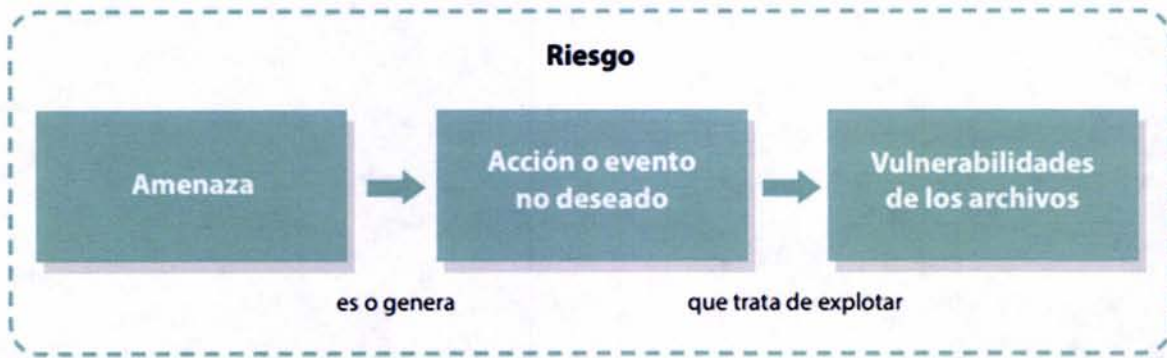 Riesgo
Amenaza
Acción o evento
no deseado
Vulnerabilidades
de los archivos
es o genera
que trata de explotar